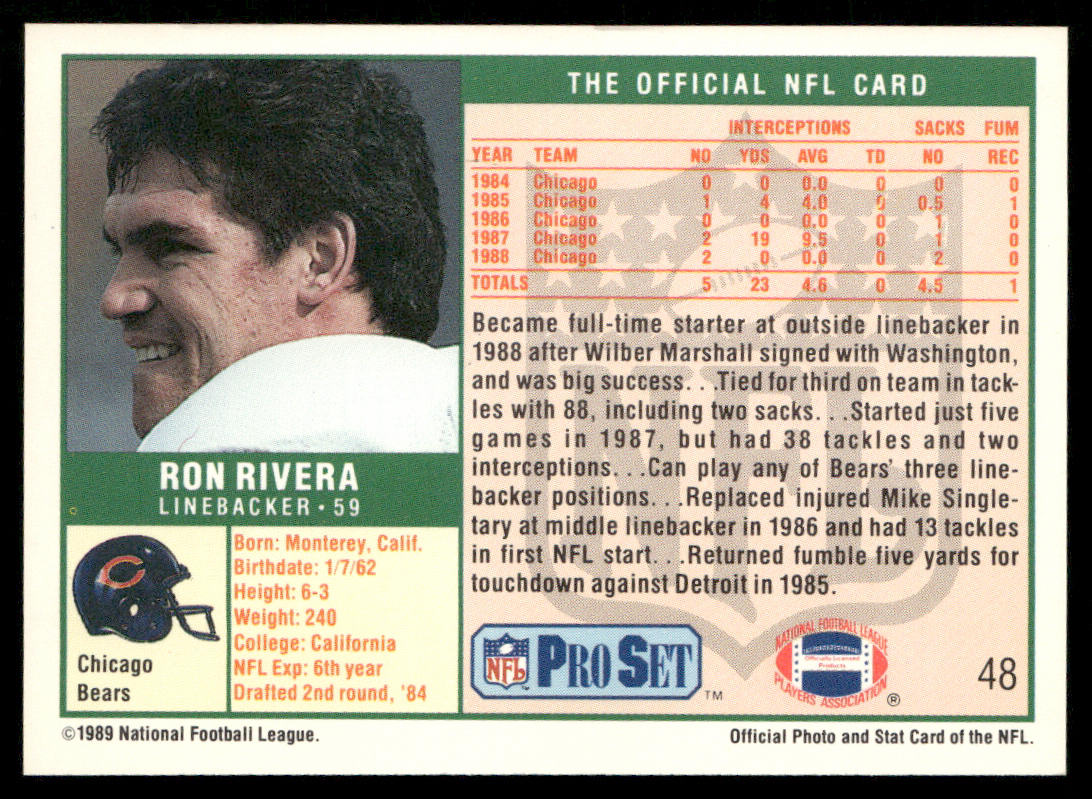 THE OFFICIAL NFL CARD
INTERCEPTIONS SACKS FUM
YEAR TEAM NO YDS AVG TD NO REC
1984 Chicago 0 0 0.0 0 0 0
1985 Chicago 1 4 4.0 0 0.5 1
1986 Chicago 0 0 0.0 0 1 0
1987 Chicago 2 19 9.5 0 1 0
1988 Chicago 2 0 0.0 0 2 0
TOTALS 5 23 4.6 0 4.5 1
Became full-time starter at outside linebacker in
1988 after Wilber Marshall signed with Washington,
and was big success. . .Tied for third on team in tack-
les with 88, including two sacks. . .Started just five
games in 1987, but had 38 tackles and two
interceptions. . .Can play any of Bears' three line-
backer positions. . .Replaced injured Mike Single-
tary at middle linebacker in 1986 and had 13 tackles
in first NFL start. . .Returned fumble five yards for
touchdown against Detroit in 1985.
RON RIVERA
LINEBACKER • 59
C
Chicago
Bears
Born: Monterey, Calif.
Birthdate: 1/7/62
Height: 6-3
Weight: 240
College: California
NFL Exp: 6th year
Drafted 2nd round, '84
NFL PRO SET TM
NATIONAL FOOTBALL LEAGUE
Officially Licensed
Products
PLAYERS ASSOCIATION ®
48
NFL
©1989 National Football League.
Official Photo and Stat Card of the NFL.